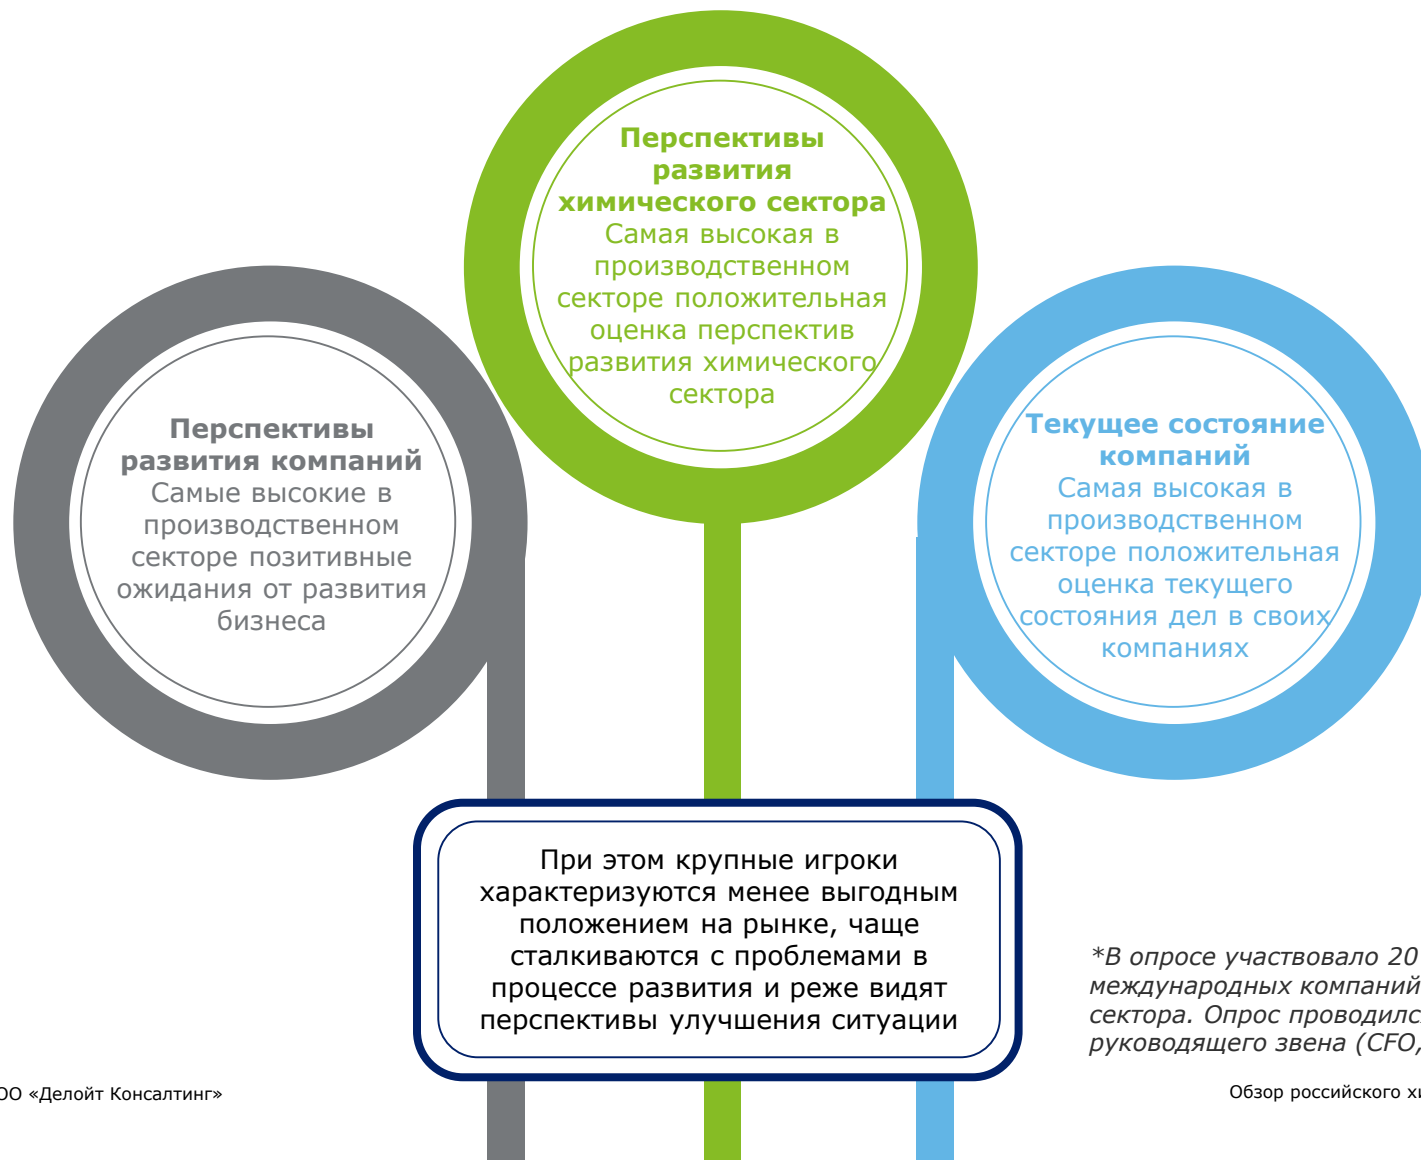 Перспективы
развития
химического сектора
Самая высокая в
производственном
секторе положительная
оценка перспектив
развития химического
сектора
Перспективы
развития компаний
Самые высокие в
производственном
секторе позитивные
ожидания от развития
бизнеса
Текущее состояние
компаний
Самая высокая в
производственном
секторе положительная
оценка текущего
состояния дел в своих
компаниях
При этом крупные игроки
характеризуются менее выгодным
положением на рынке, чаще
сталкиваются с проблемами в
процессе развития и реже видят
перспективы улучшения ситуации
*В опросе участвовало 20
международных компаний
сектора. Опрос проводилс
руководящего звена (CFO,
ОО «Делойт Консалтинг»
Обзор российского хи